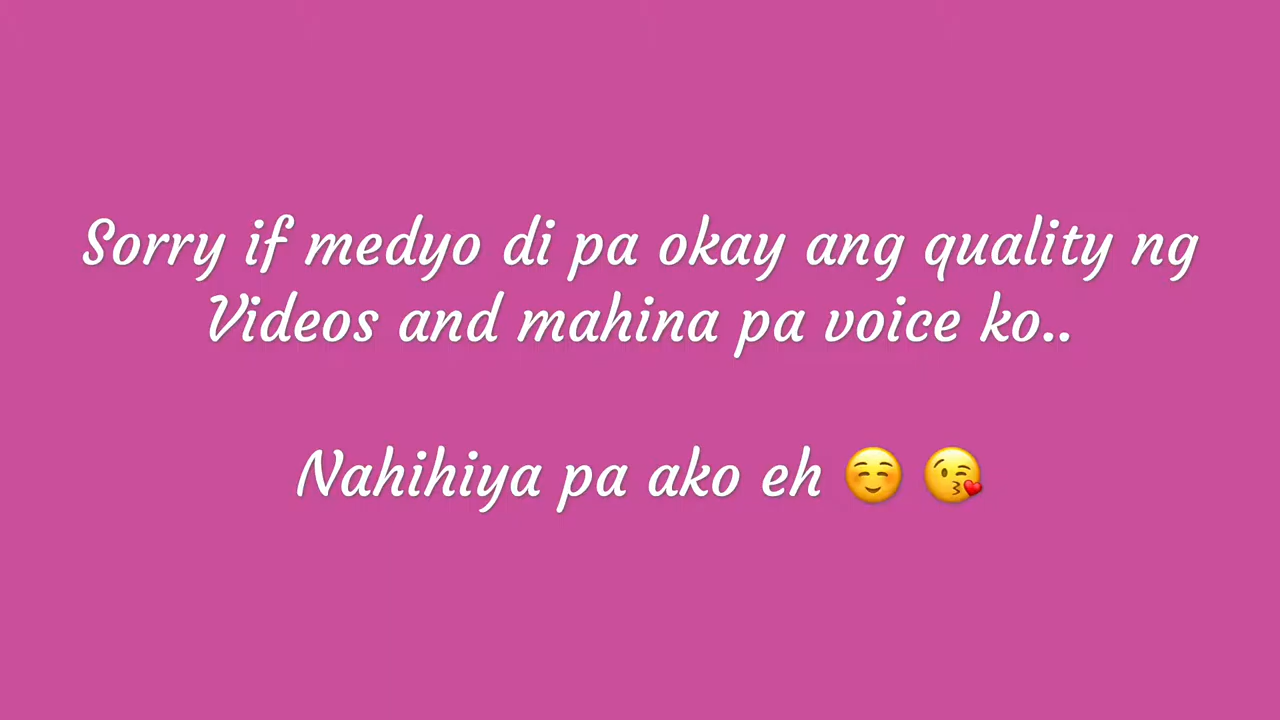 Sorry if medyo di pa okay ang quality ng
Videos and mahina pa voice ko..
Nahihiya pa ako eh ☺️ 😘